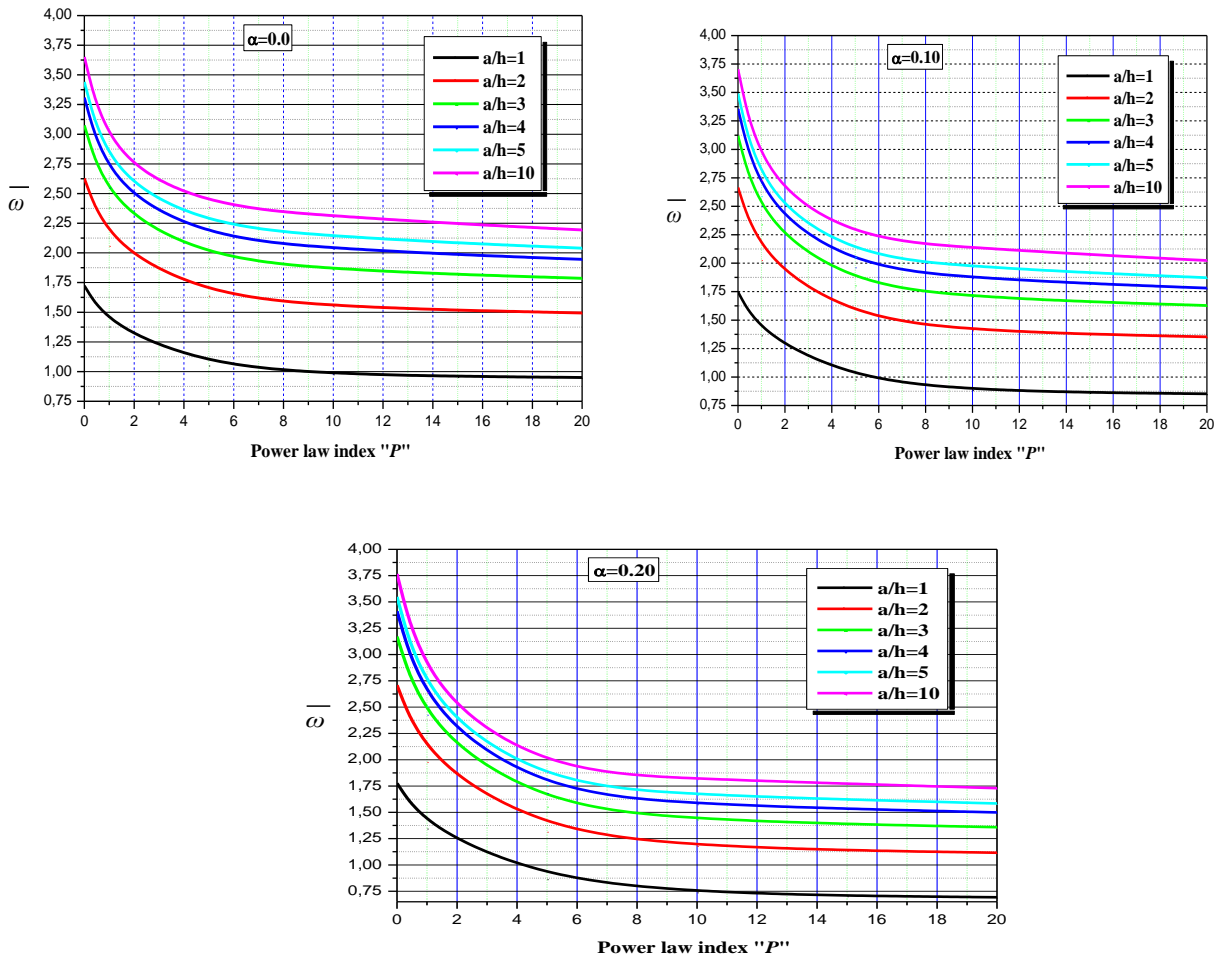 α=0.0
4,00
3,75
3,50
3,25
3,00
2,75
2,50
2,25
2,00
1,75
1,50
1,25
1,00
0,75
ω
a/h=1
a/h=2
a/h=3
a/h=4
a/h=5
a/h=10
0 2 4 6 8 10 12 14 16 18 20
Power law index "P"
α=0.10
4,00
3,75
3,50
3,25
3,00
2,75
2,50
2,25
2,00
1,75
1,50
1,25
1,00
0,75
ω
a/h=1
a/h=2
a/h=3
a/h=4
a/h=5
a/h=10
0 2 4 6 8 10 12 14 16 18 20
Power law index "P"
α=0.20
4,00
3,75
3,50
3,25
3,00
2,75
2,50
2,25
2,00
1,75
1,50
1,25
1,00
0,75
ω
a/h=1
a/h=2
a/h=3
a/h=4
a/h=5
a/h=10
0 2 4 6 8 10 12 14 16 18 20
Power law index "P"